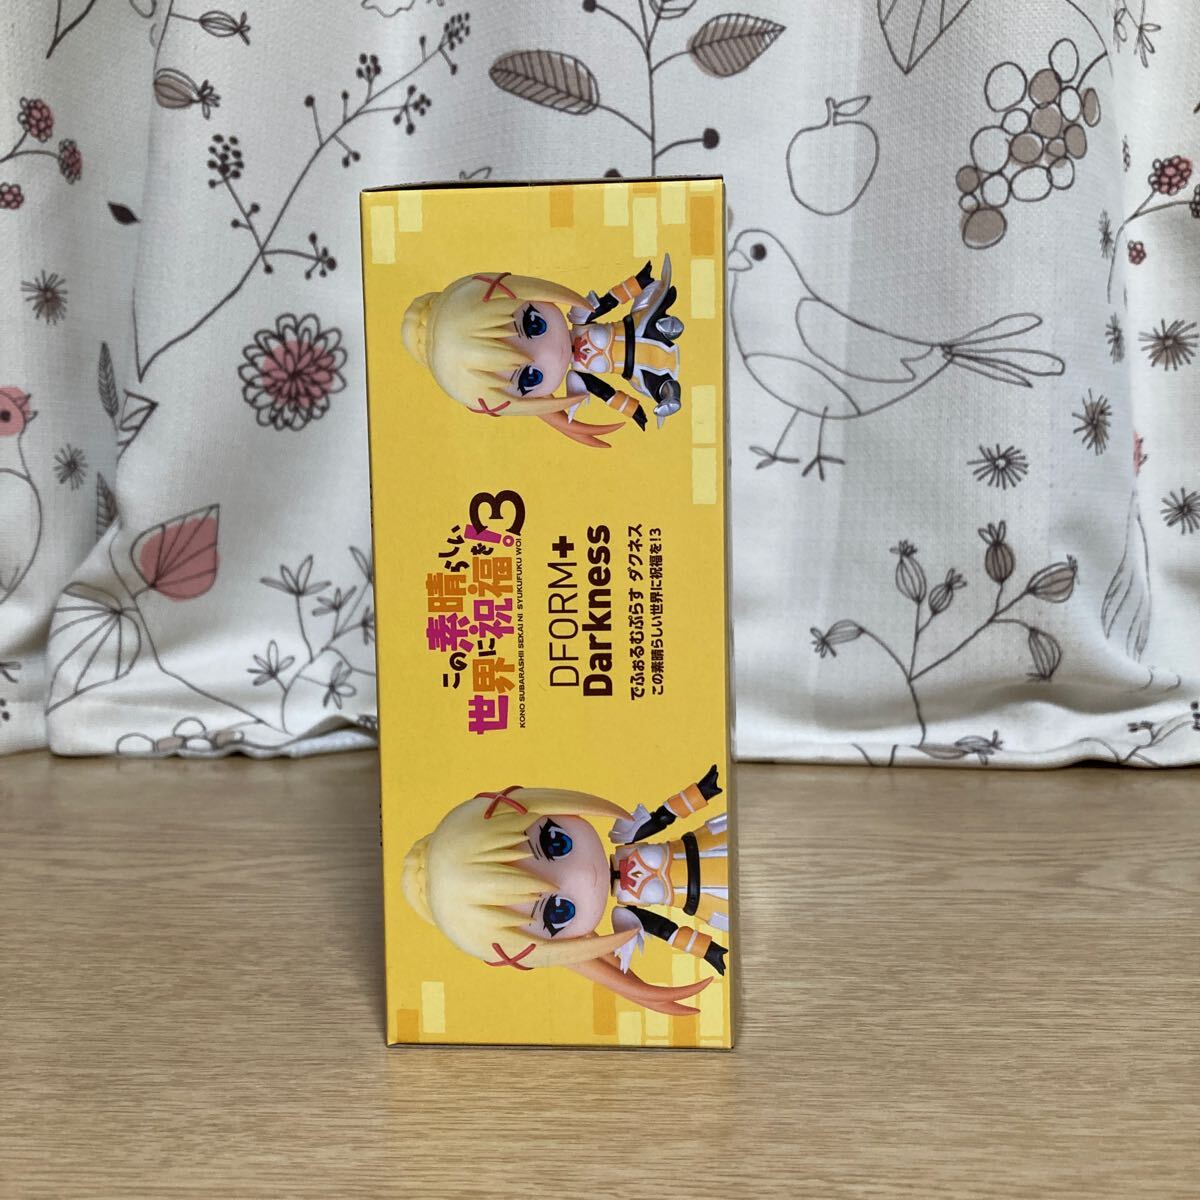 この素晴らしい
世界に祝福を!3
KONO SUBARASHII SEKAI NI SYUKUFUKU WO!
DFORM+
Darkness
でふぉるむぷらす ダクネス
この素晴らしい世界に祝福を!3